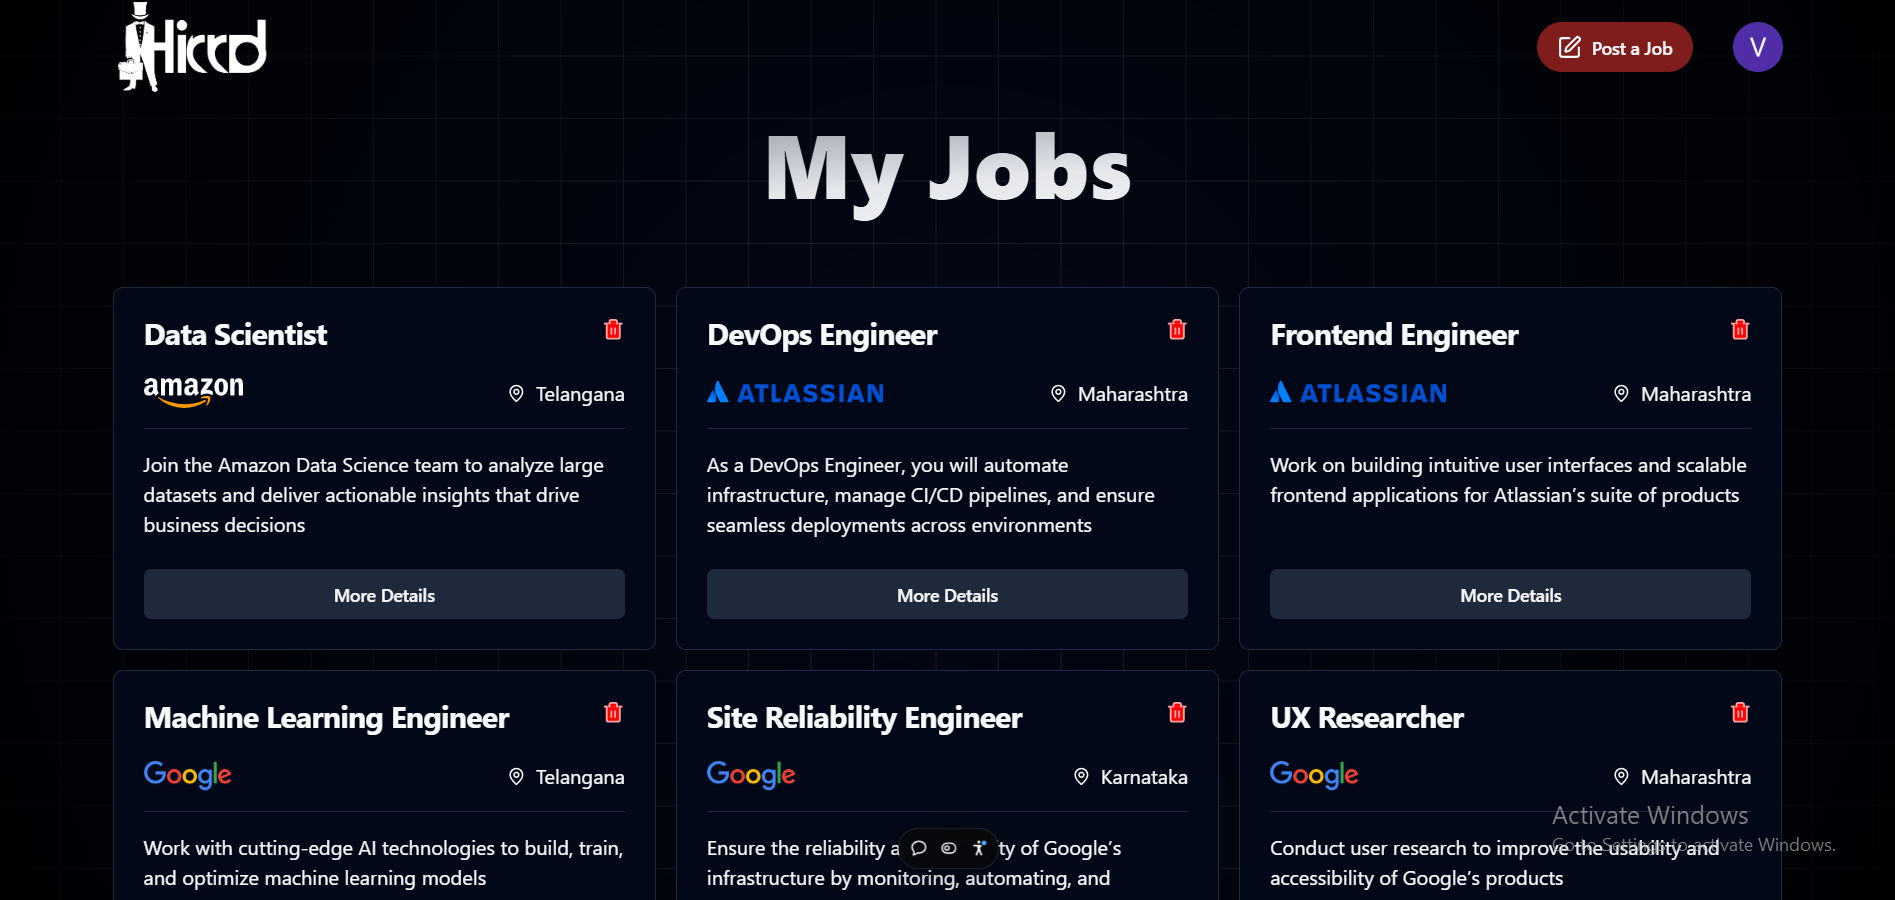 Hirrd
Post a Job
V
My Jobs
Data Scientist
amazon
Telangana
Join the Amazon Data Science team to analyze large
datasets and deliver actionable insights that drive
business decisions
More Details
DevOps Engineer
ATLASSIAN
Maharashtra
As a DevOps Engineer, you will automate
infrastructure, manage CI/CD pipelines, and ensure
seamless deployments across environments
More Details
Frontend Engineer
ATLASSIAN
Maharashtra
Work on building intuitive user interfaces and scalable
frontend applications for Atlassian’s suite of products
More Details
Machine Learning Engineer
Google
Telangana
Work with cutting-edge AI technologies to build, train,
and optimize machine learning models
Site Reliability Engineer
Google
Karnataka
Ensure the reliability a ty of Google’s
infrastructure by monitoring, automating, and
UX Researcher
Google
Maharashtra
Conduct user research to improve the usability and
accessibility of Google’s products
Activate Windows
Go to Settings to activate Windows.